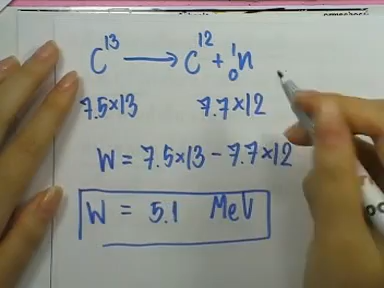 C¹³ ⟶ C¹² + ¹₀n
7.5×13 7.7×12
W = 7.5×13 - 7.7×12
W = 5.1 MeV